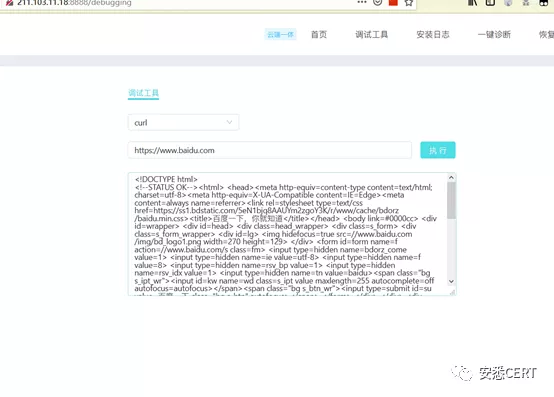 211.103.11.18:8888/debugging
云端一体 首页 调试工具 安装日志 一键诊断 恢复
调试工具
curl
https://www.baidu.com 执 行
<!DOCTYPE html>
<!--STATUS OK--><html> <head><meta http-equiv=content-type content=text/html;
charset=utf-8><meta http-equiv=X-UA-Compatible content=IE=Edge><meta
content=always name=referrer><link rel=stylesheet type=text/css
href=https://ss1.bdstatic.com/5eN1bjq8AAUYm2zgoY3K/r/www/cache/bdorz
/baidu.min.css><title>百度一下，你就知道</title></head> <body link=#0000cc> <div
id=wrapper> <div id=head> <div class=head_wrapper> <div class=s_form> <div
class=s_form_wrapper> <div id=lg> <img hidefocus=true src=//www.baidu.com
/img/bd_logo1.png width=270 height=129> </div> <form id=form name=f
action=//www.baidu.com/s class=fm> <input type=hidden name=bdorz_come
value=1> <input type=hidden name=ie value=utf-8> <input type=hidden name=f
value=8> <input type=hidden name=rsv_bp value=1> <input type=hidden
name=rsv_idx value=1> <input type=hidden name=tn value=baidu><span class="bg
s_ipt_wr"><input id=kw name=wd class=s_ipt value maxlength=255 autocomplete=off
autofocus=autofocus></span><span class="bg s_btn_wr"><input type=submit id=su
安悉CERT